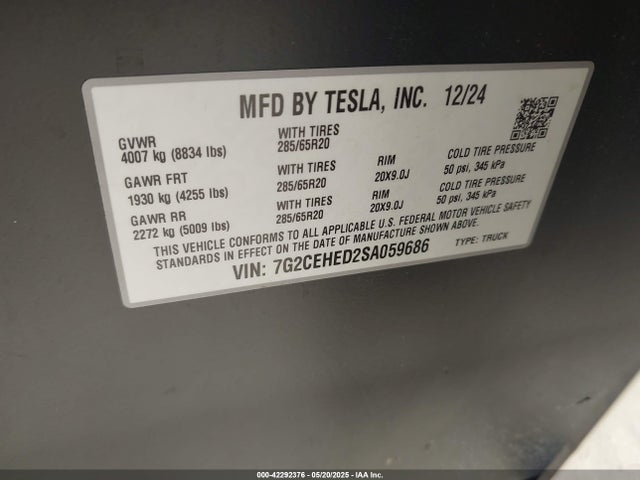 MFD BY TESLA, INC. 12/24
GVWR
4007 kg (8834 lbs)
WITH TIRES
285/65R20
RIM
20X9.0J
COLD TIRE PRESSURE
50 psi, 345 kPa
GAWR FRT
1930 kg (4255 lbs)
WITH TIRES
285/65R20
RIM
20X9.0J
COLD TIRE PRESSURE
50 psi, 345 kPa
GAWR RR
2272 kg (5009 lbs)
WITH TIRES
285/65R20
THIS VEHICLE CONFORMS TO ALL APPLICABLE U.S. FEDERAL MOTOR VEHICLE SAFETY
STANDARDS IN EFFECT ON THE DATE OF MANUFACTURE SHOWN ABOVE.
VIN: 7G2CEHED2SA059686 TYPE: TRUCK
000-42292376 - 05/20/2025 - IAA Inc.